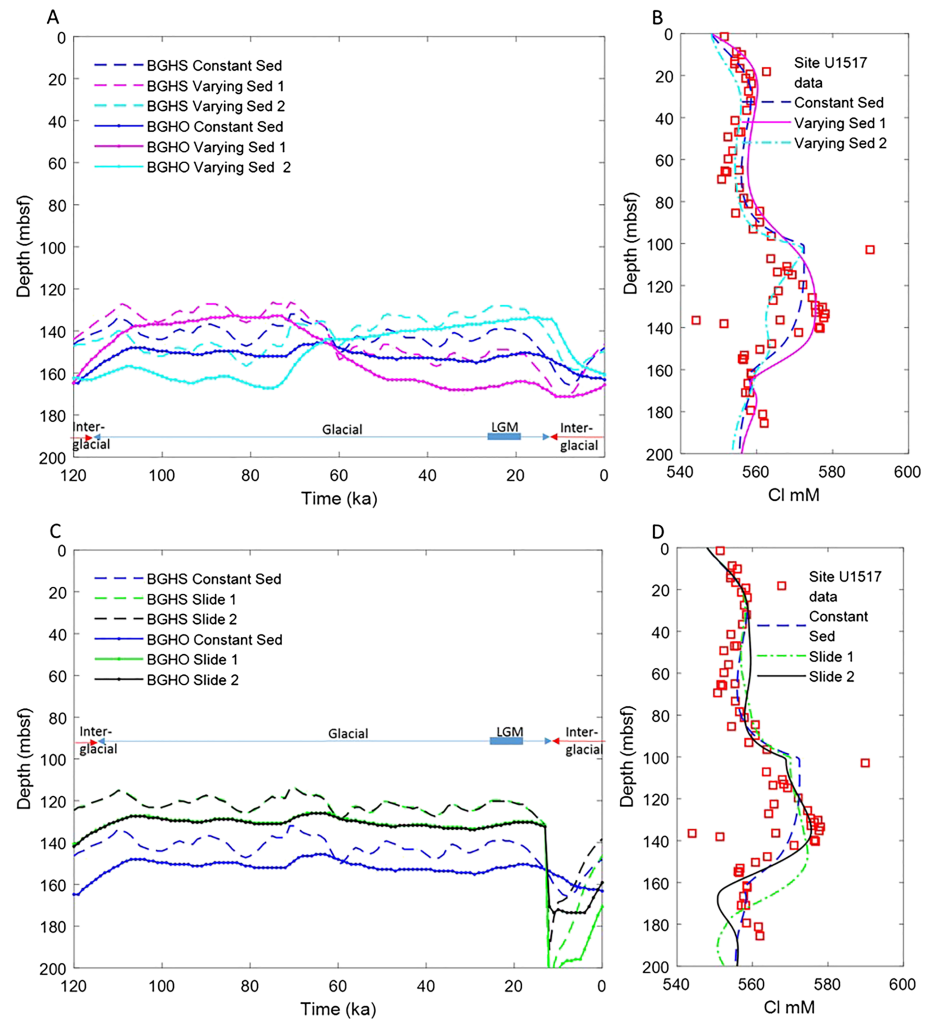 A
0
20
40
60
80
100
120
140
160
180
200
Depth (mbsf)
BGHS Constant Sed
BGHS Varying Sed 1
BGHS Varying Sed 2
BGHO Constant Sed
BGHO Varying Sed 1
BGHO Varying Sed 2
Inter-
glacial
Glacial
LGM
Inter-
glacial
120 100 80 60 40 20 0
Time (ka)
B
0
20
40
60
80
100
120
140
160
180
200
Depth (mbsf)
Site U1517
data
Constant Sed
Varying Sed 1
Varying Sed 2
540 560 580 600
Cl mM
C
0
20
40
60
80
100
120
140
160
180
200
Depth (mbsf)
BGHS Constant Sed
BGHS Slide 1
BGHS Slide 2
BGHO Constant Sed
BGHO Slide 1
BGHO Slide 2
Inter-
glacial
Glacial
LGM
Inter-
glacial
120 100 80 60 40 20 0
Time (ka)
D
0
20
40
60
80
100
120
140
160
180
200
Depth (mbsf)
Site U1517
data
Constant
Sed
Slide 1
Slide 2
540 560 580 600
Cl mM